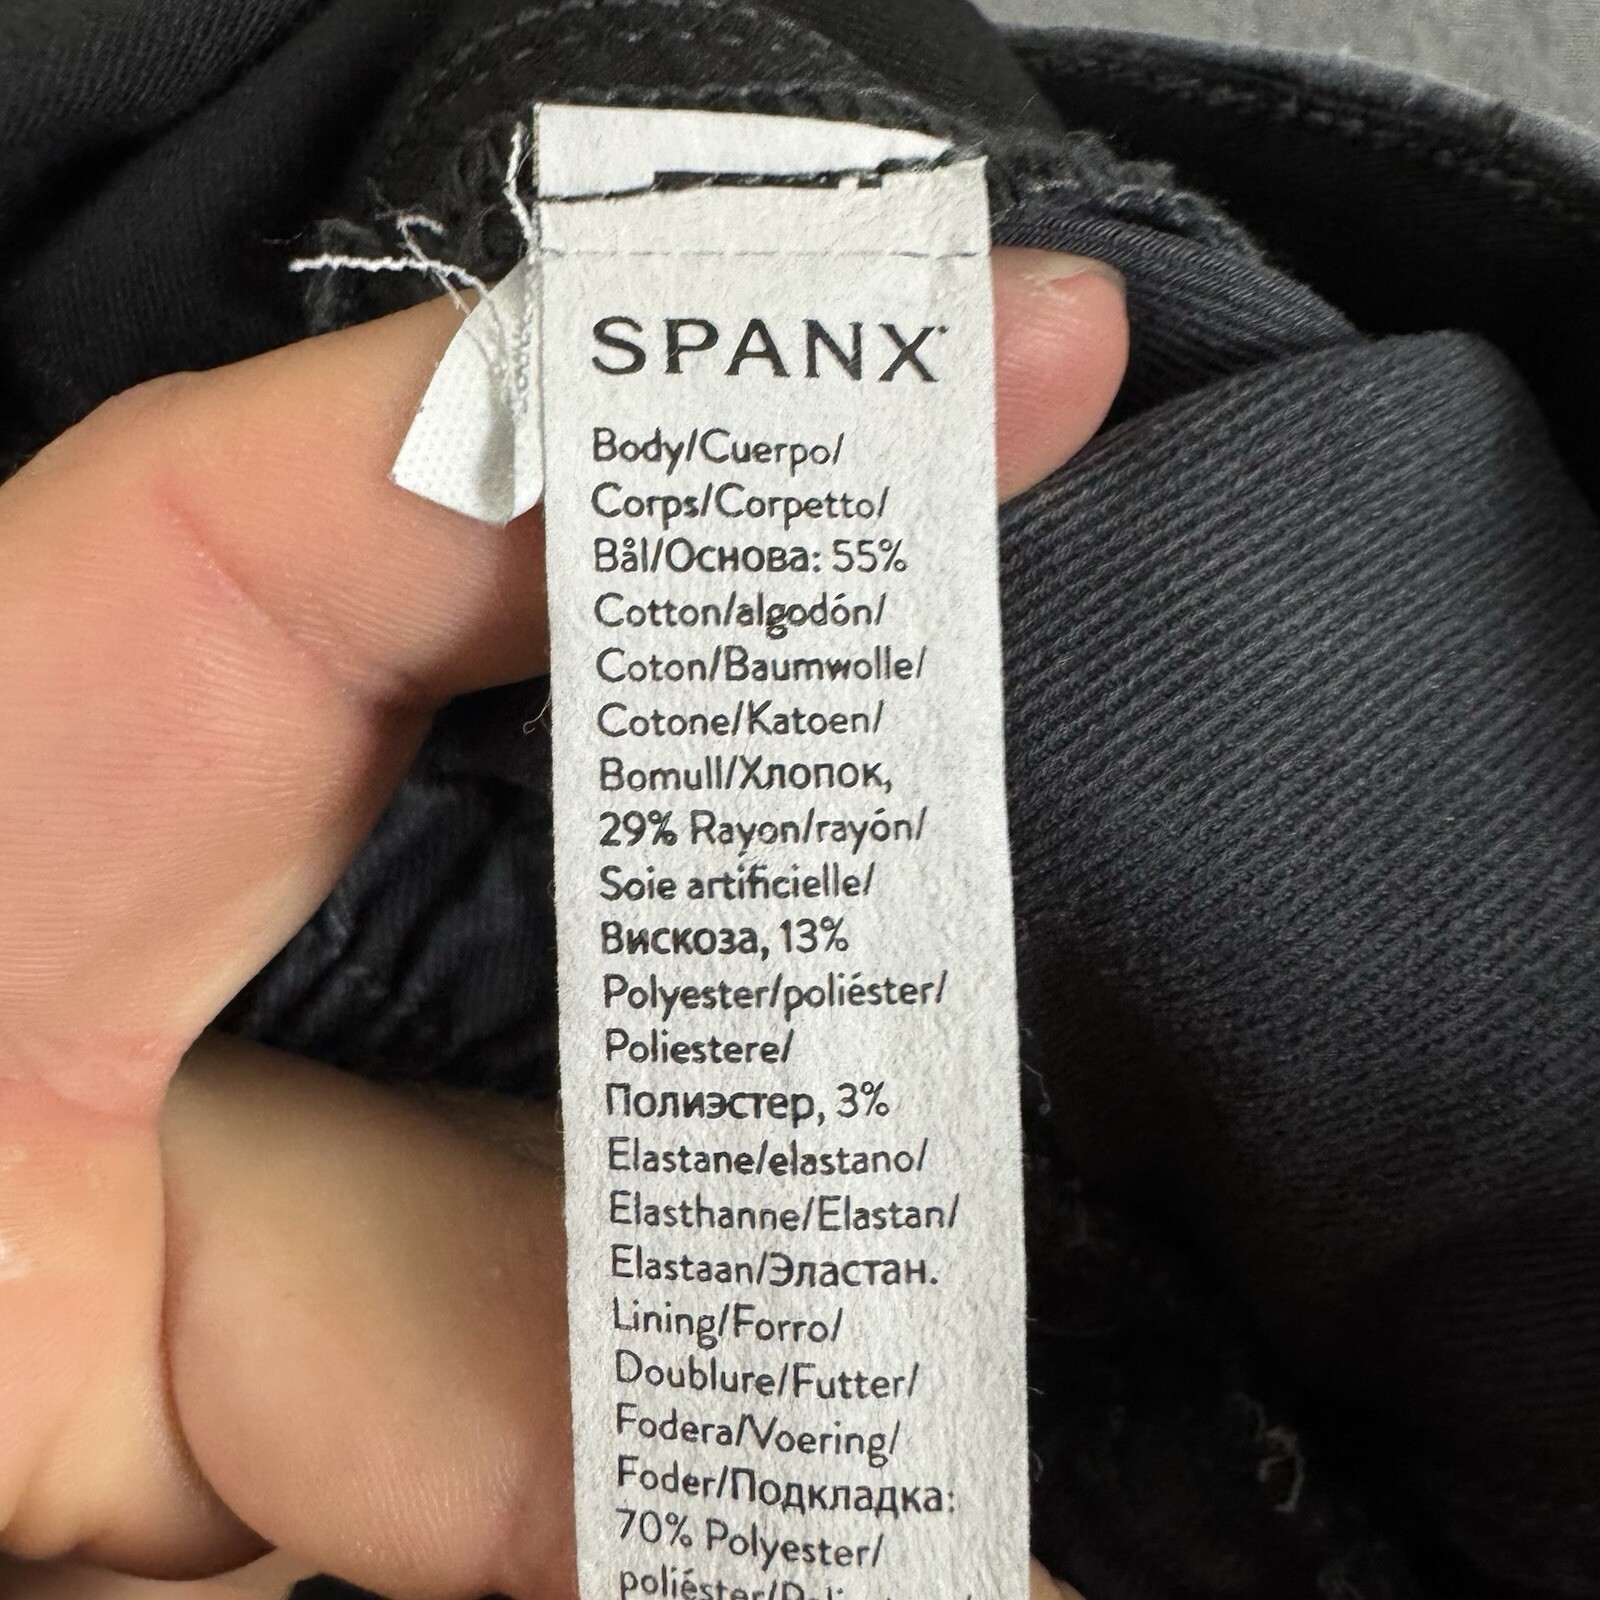 SPANX
Body/Cuerpo/
Corps/Corpetto/
Bål/Основа: 55%
Cotton/algodón/
Coton/Baumwolle/
Cotone/Katoen/
Bomull/Хлопок,
29% Rayon/rayón/
Soie artificielle/
Вискоза, 13%
Polyester/poliéster/
Poliestere/
Полиэстер, 3%
Elastane/elastano/
Elasthanne/Elastan/
Elastaan/Эластан.
Lining/Forro/
Doublure/Futter/
Fodera/Voering/
Foder/Подкладка:
70% Polyester/
poliéster/